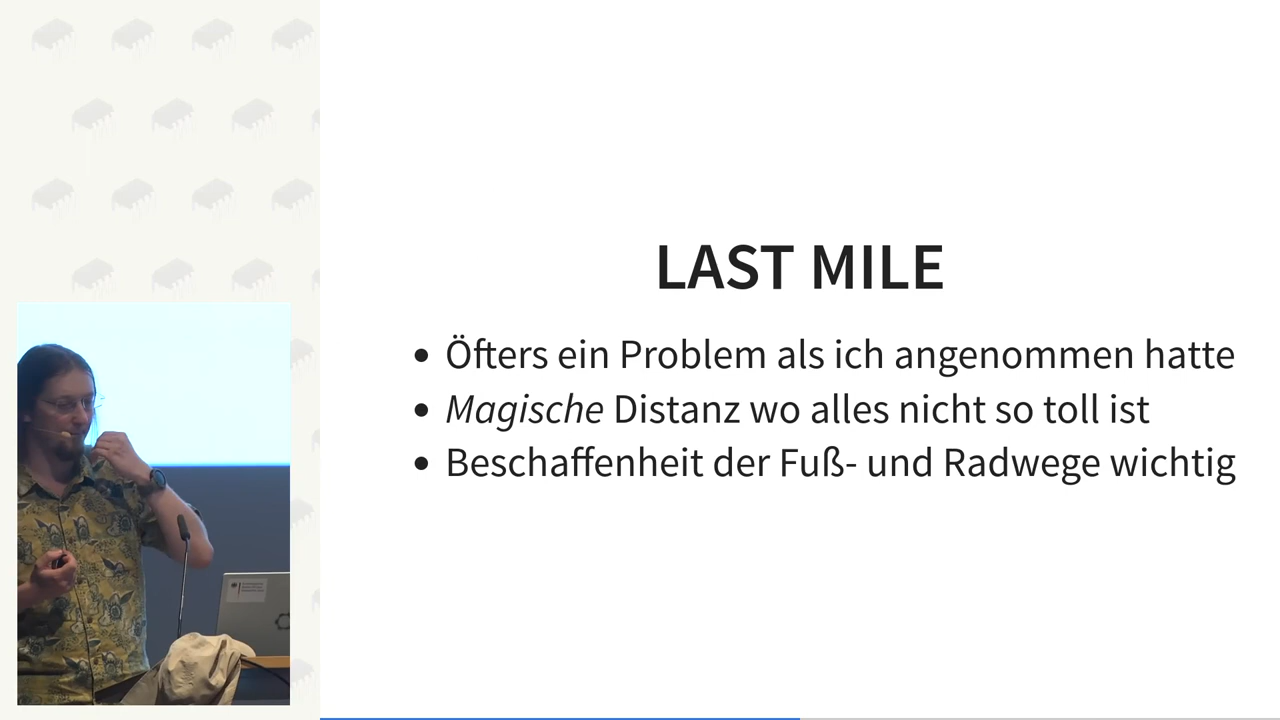 LAST MILE
Öfters ein Problem als ich angenommen hatte
Magische Distanz wo alles nicht so toll ist
Beschaffenheit der Fuß- und Radwege wichtig